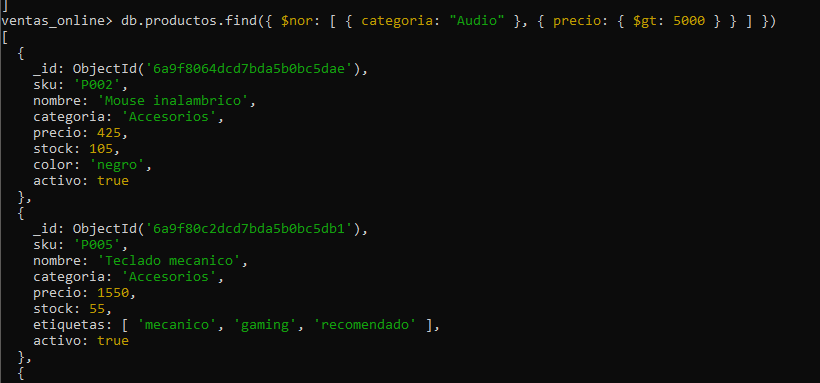 ]
ventas_online> db.productos.find({ $nor: [ { categoria: "Audio" }, { precio: { $gt: 5000 } } ] })
[
  {
    _id: ObjectId('6a9f8064dcd7bda5b0bc5dae'),
    sku: 'P002',
    nombre: 'Mouse inalambrico',
    categoria: 'Accesorios',
    precio: 425,
    stock: 105,
    color: 'negro',
    activo: true
  },
  {
    _id: ObjectId('6a9f80c2dcd7bda5b0bc5db1'),
    sku: 'P005',
    nombre: 'Teclado mecanico',
    categoria: 'Accesorios',
    precio: 1550,
    stock: 55,
    etiquetas: [ 'mecanico', 'gaming', 'recomendado' ],
    activo: true
  },
  {